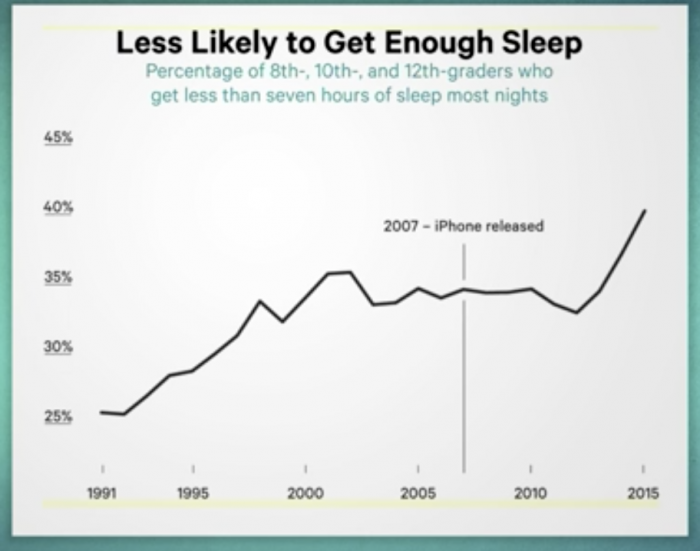 Less Likely to Get Enough Sleep
Percentage of 8th-, 10th-, and 12th-graders who
get less than seven hours of sleep most nights
45%
40%
2007 – iPhone released
35%
30%
25%
1991 1995 2000 2005 2010 2015